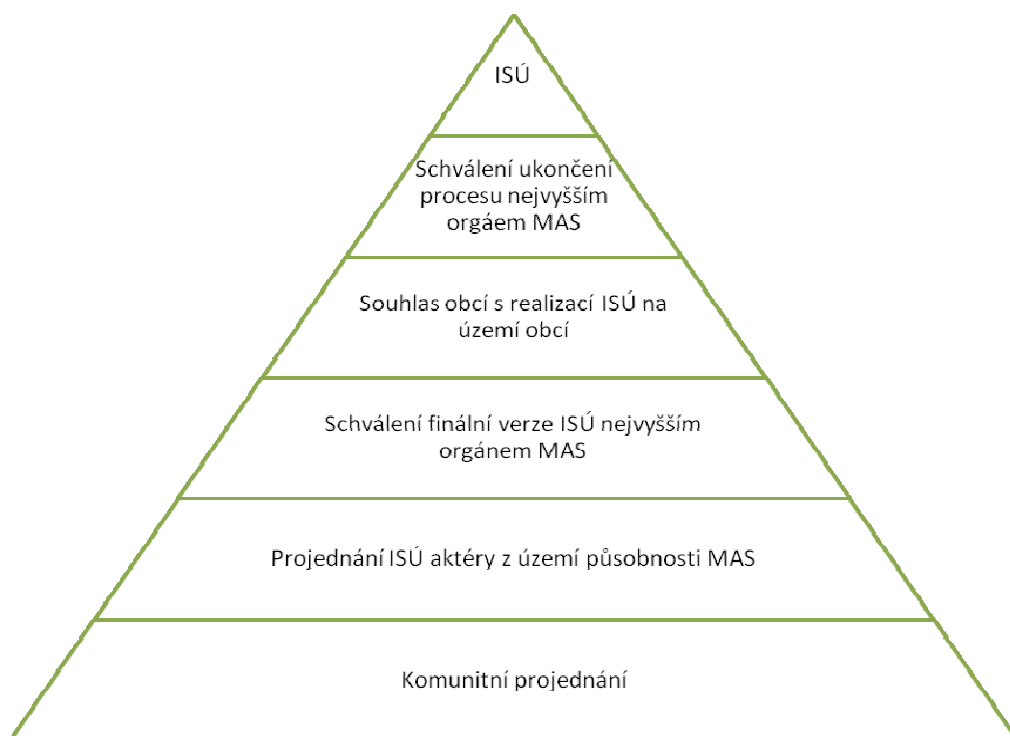 ISÚ
Schválení ukončení
procesu nejvyšším
orgáem MAS
Souhlas obcí s realizací ISÚ na
území obcí
Schválení finální verze ISÚ nejvyšším
orgánem MAS
Projednání ISÚ aktéry z území působnosti MAS
Komunitní projednání